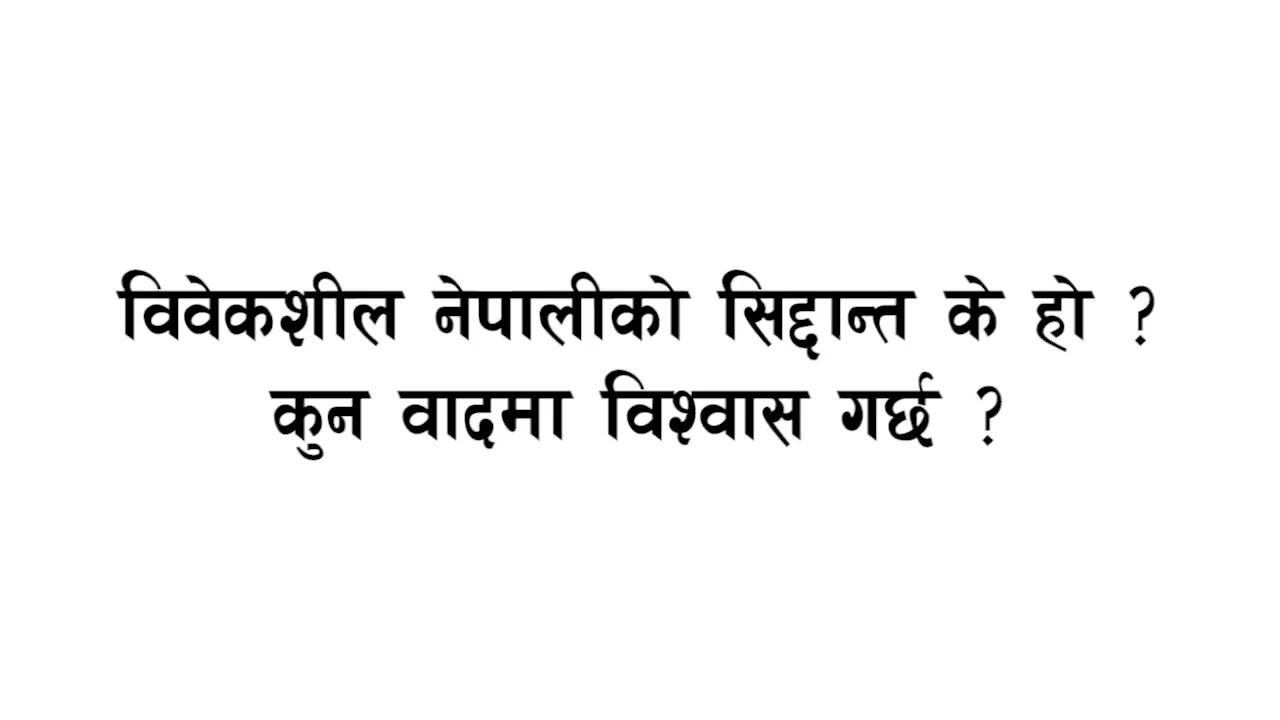 विवेकशील नेपालीको सिद्दान्त के हो ?
कुन वादमा विश्वास गर्छ ?